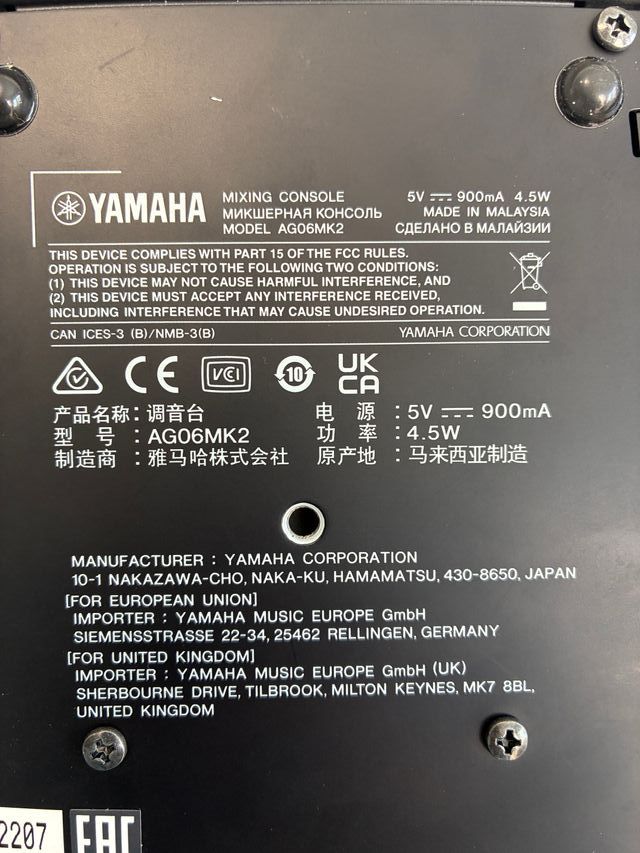 YAMAHA
MIXING CONSOLE 5V ⎓ 900mA 4.5W
МИКШЕРНАЯ КОНСОЛЬ MADE IN MALAYSIA
MODEL AG06MK2 СДЕЛАНО В МАЛАЙЗИИ
THIS DEVICE COMPLIES WITH PART 15 OF THE FCC RULES.
OPERATION IS SUBJECT TO THE FOLLOWING TWO CONDITIONS:
(1) THIS DEVICE MAY NOT CAUSE HARMFUL INTERFERENCE, AND
(2) THIS DEVICE MUST ACCEPT ANY INTERFERENCE RECEIVED,
INCLUDING INTERFERENCE THAT MAY CAUSE UNDESIRED OPERATION.
CAN ICES-3 (B)/NMB-3(B) YAMAHA CORPORATION
CE VCI 10 UK
CA
产品名称: 调音台 电 源 : 5V ⎓ 900mA
型 号 : AG06MK2 功 率 : 4.5W
制造商 : 雅马哈株式会社 原产地 : 马来西亚制造
MANUFACTURER : YAMAHA CORPORATION
10-1 NAKAZAWA-CHO, NAKA-KU, HAMAMATSU, 430-8650, JAPAN
[FOR EUROPEAN UNION]
IMPORTER : YAMAHA MUSIC EUROPE GmbH
SIEMENSSTRASSE 22-34, 25462 RELLINGEN, GERMANY
[FOR UNITED KINGDOM]
IMPORTER : YAMAHA MUSIC EUROPE GmbH (UK)
SHERBOURNE DRIVE, TILBROOK, MILTON KEYNES, MK7 8BL,
UNITED KINGDOM
2207 EAC